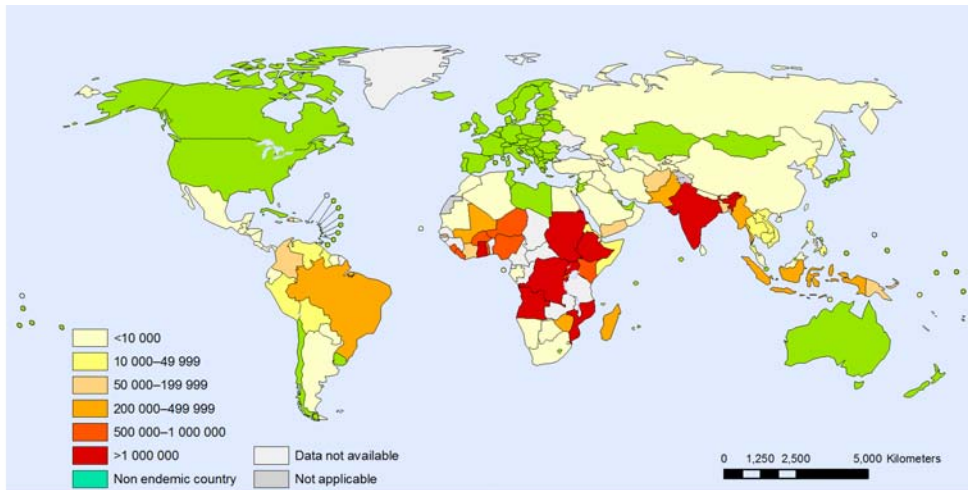 <10 000
10 000–49 999
50 000–199 999
200 000–499 999
500 000–1 000 000
>1 000 000
Non endemic country
Data not available
Not applicable
0 1,250 2,500 5,000 Kilometers